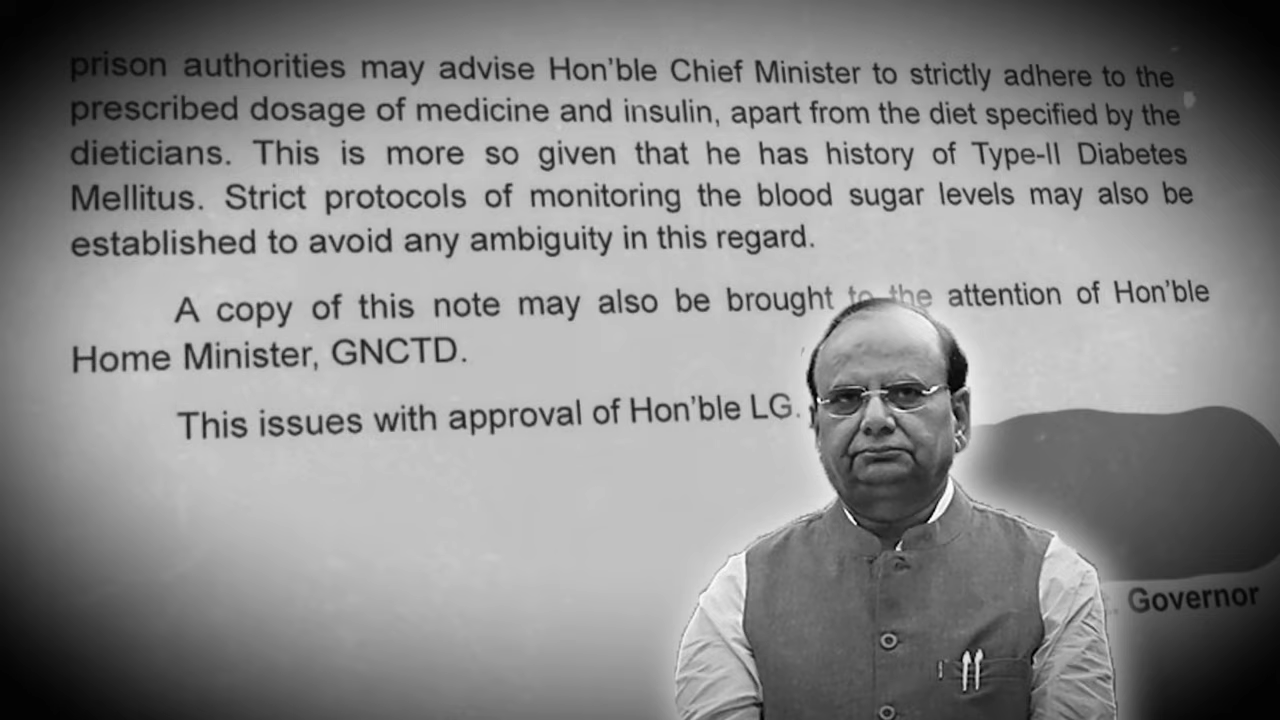 prison authorities may advise Hon'ble Chief Minister to strictly adhere to the
prescribed dosage of medicine and insulin, apart from the diet specified by the
dieticians. This is more so given that he has history of Type-II Diabetes
Mellitus. Strict protocols of monitoring the blood sugar levels may also be
established to avoid any ambiguity in this regard.
A copy of this note may also be brought to the attention of Hon'ble
Home Minister, GNCTD.
This issues with approval of Hon'ble LG.
Governor